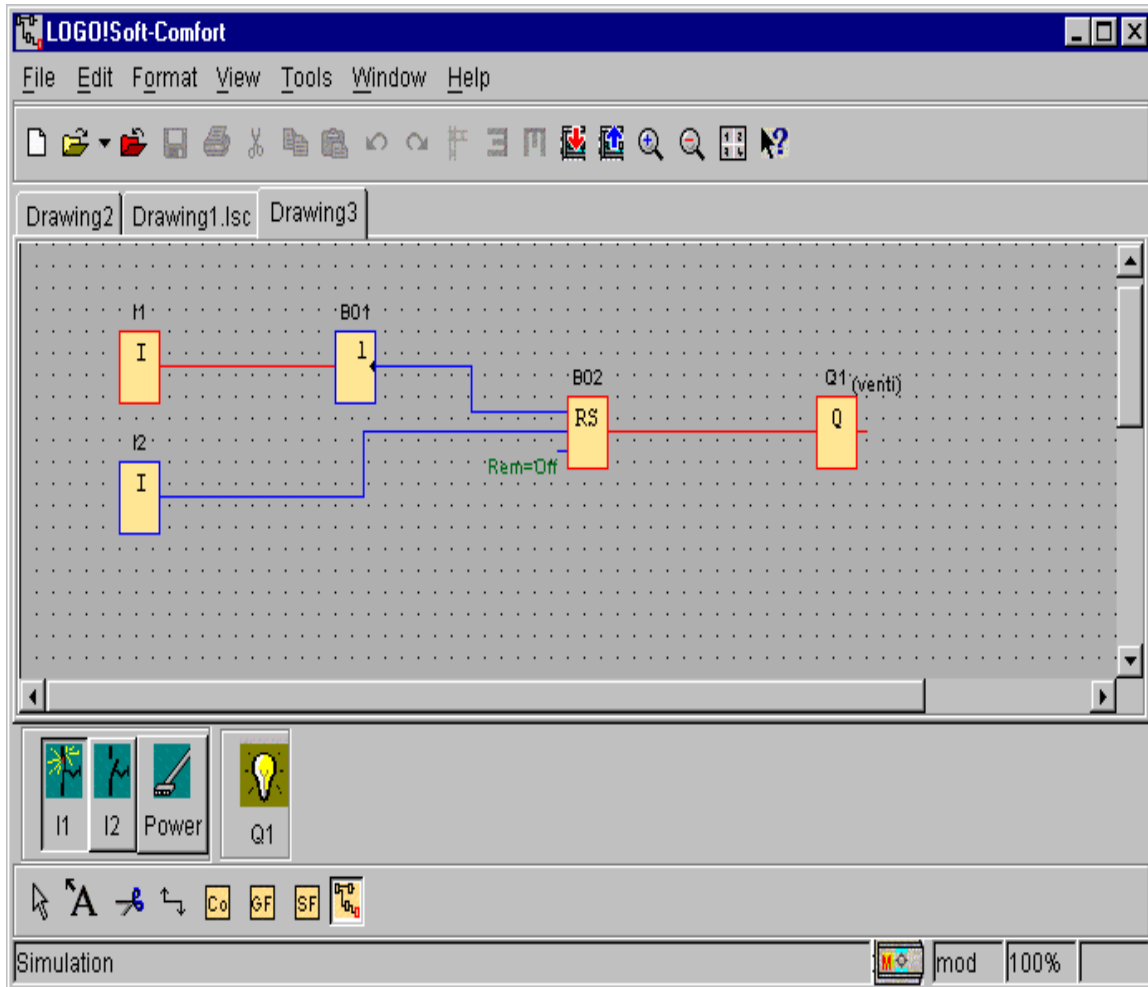 LOGO!Soft-Comfort
File Edit Format View Tools Window Help
Drawing2 Drawing1.lsc Drawing3
I1 B01
I 1
B02 Q1 (venti)
RS Q
I2
Rem=Off
I
I1 I2 Power Q1
A Co GF SF
Simulation mod 100%